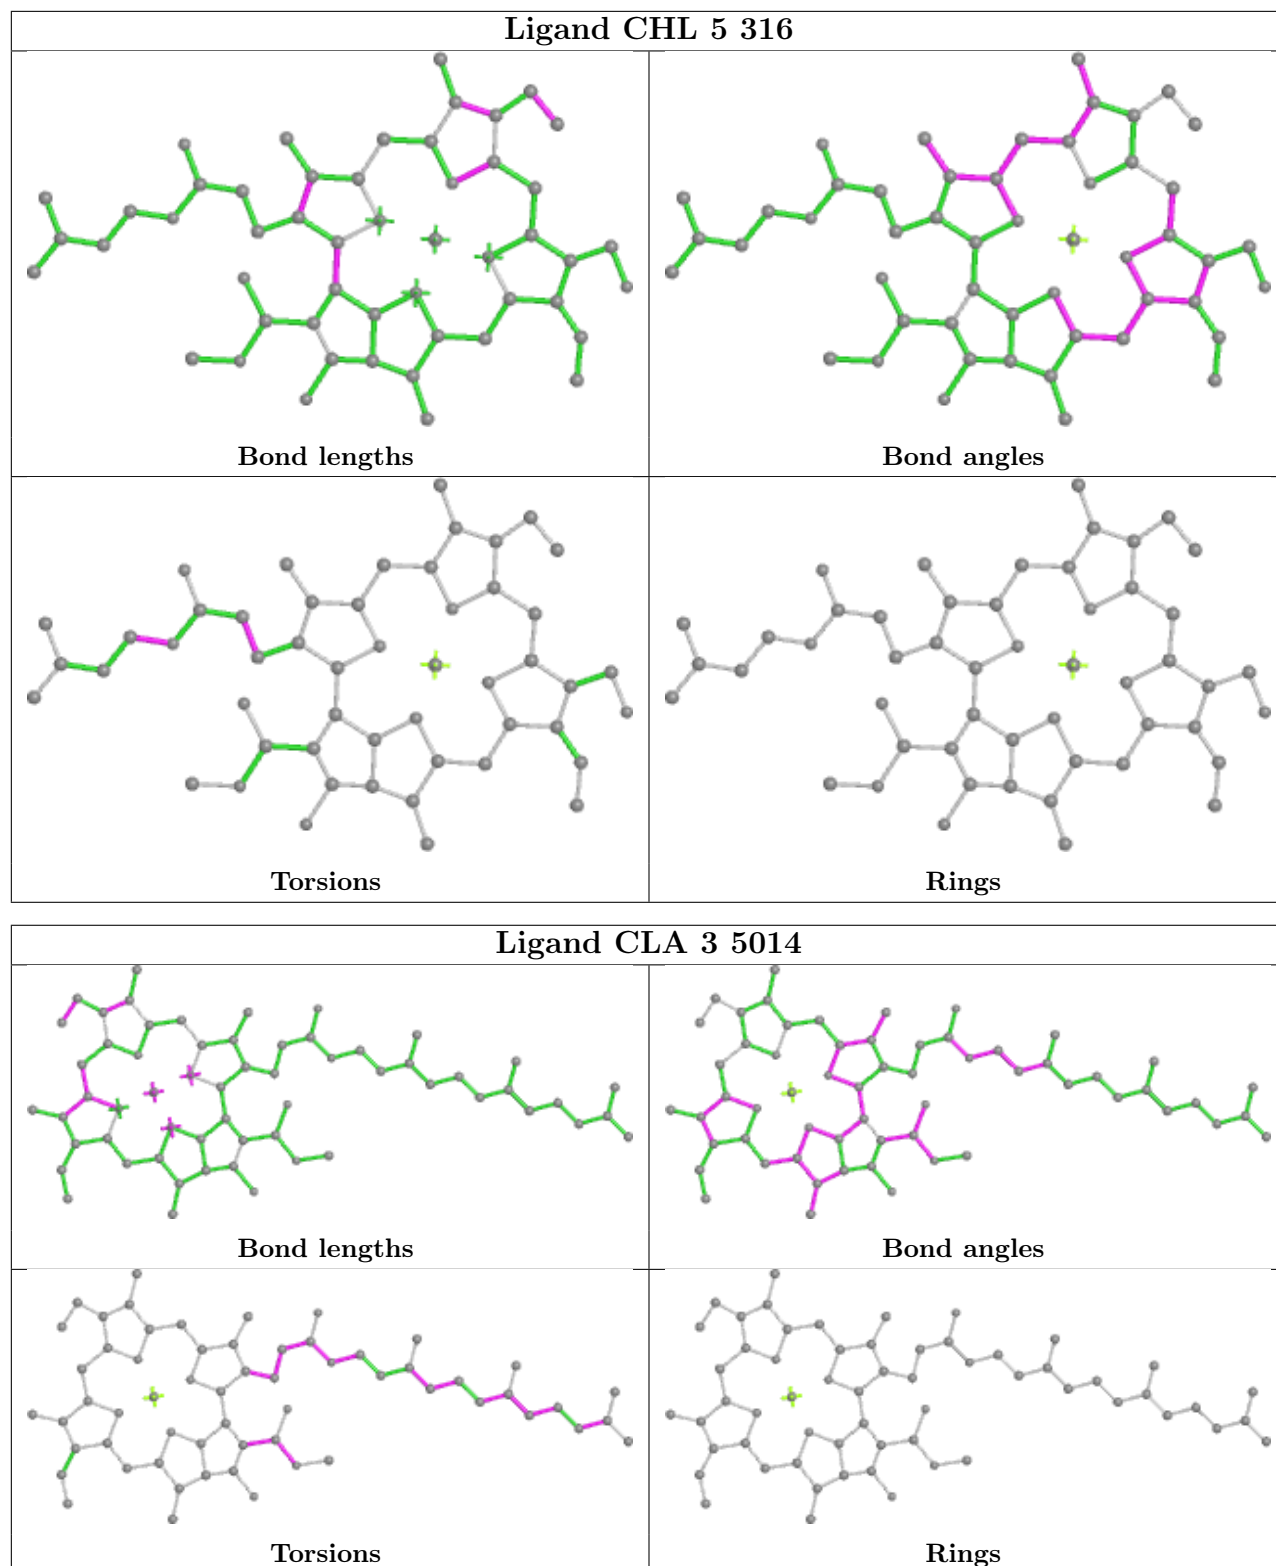 Ligand CHL 5 316
Bond lengths
Bond angles
Torsions
Rings
Ligand CLA 3 5014
Bond lengths
Bond angles
Torsions
Rings